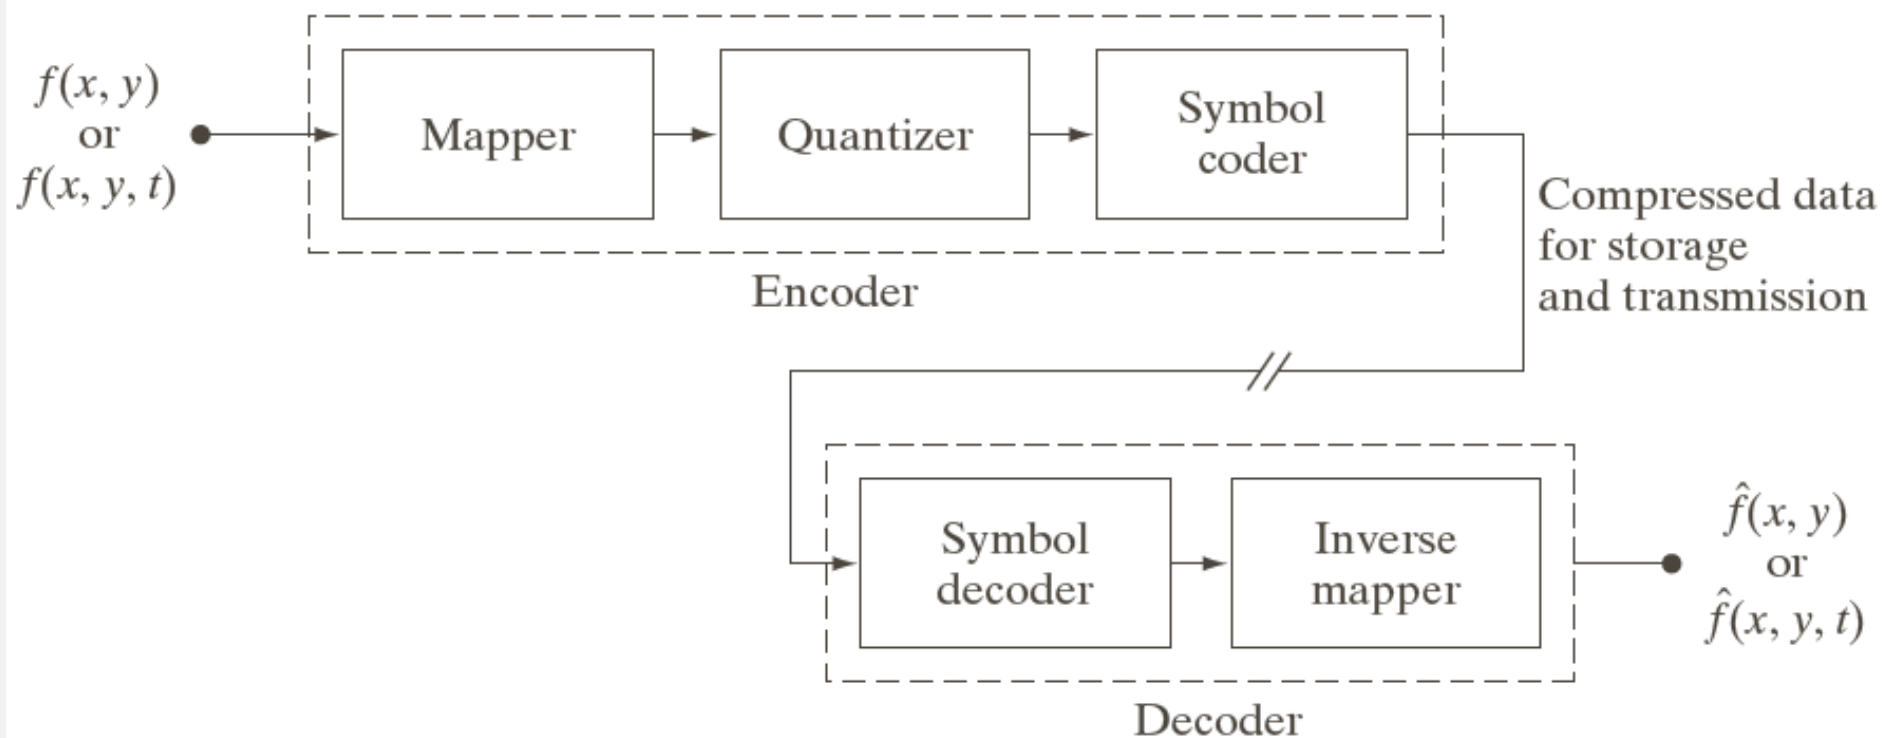 f(x, y)
or
f(x, y, t)
Mapper
Quantizer
Symbol
coder
Encoder
Compressed data
for storage
and transmission
Symbol
decoder
Inverse
mapper
Decoder
f̂(x, y)
or
f̂(x, y, t)